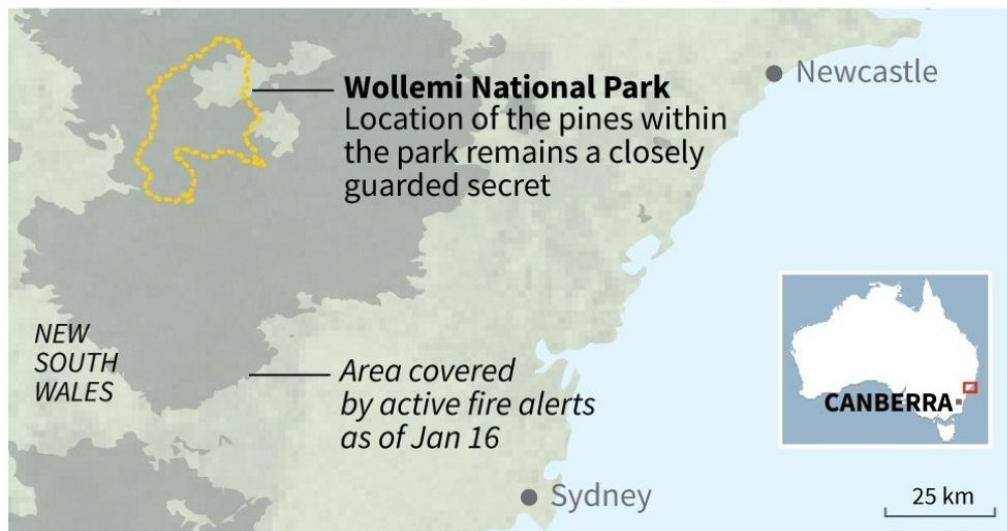 Wollemi National Park
Location of the pines within
the park remains a closely
guarded secret
Newcastle
NEW
SOUTH
WALES
Area covered
by active fire alerts
as of Jan 16
CANBERRA
Sydney
25 km